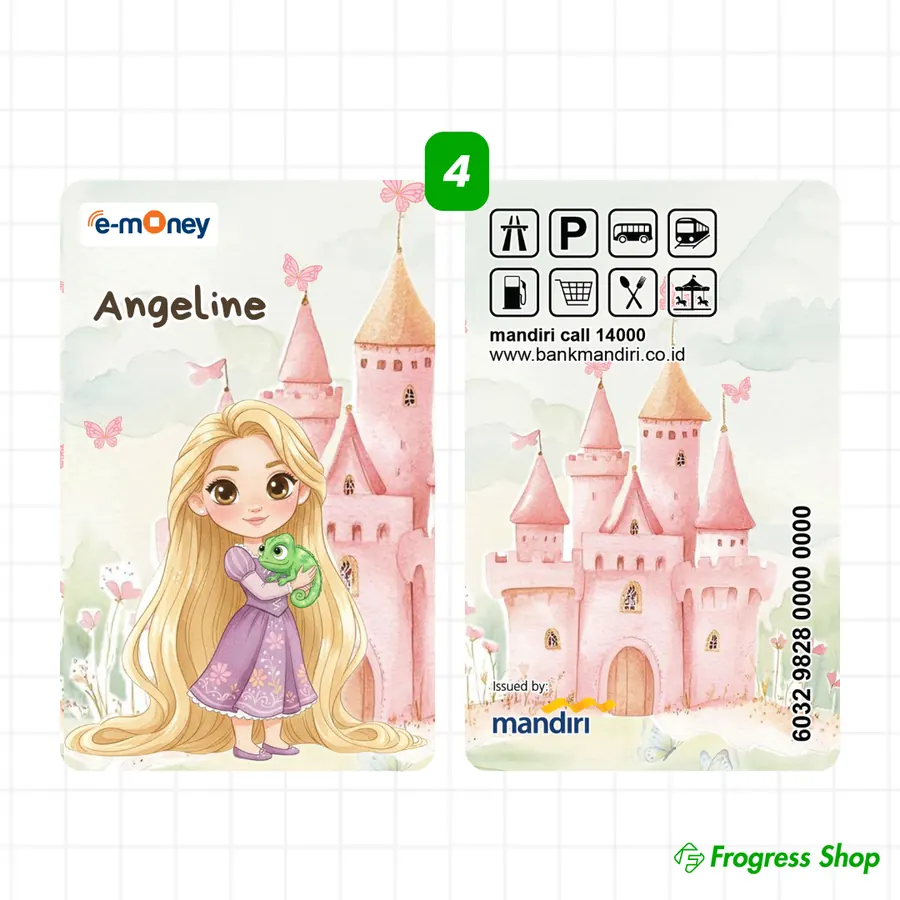 4
e-money
Angeline
P
mandiri call 14000
www.bankmandiri.co.id
6032 9828 0000 0000
Issued by:
mandiri
Frogress Shop